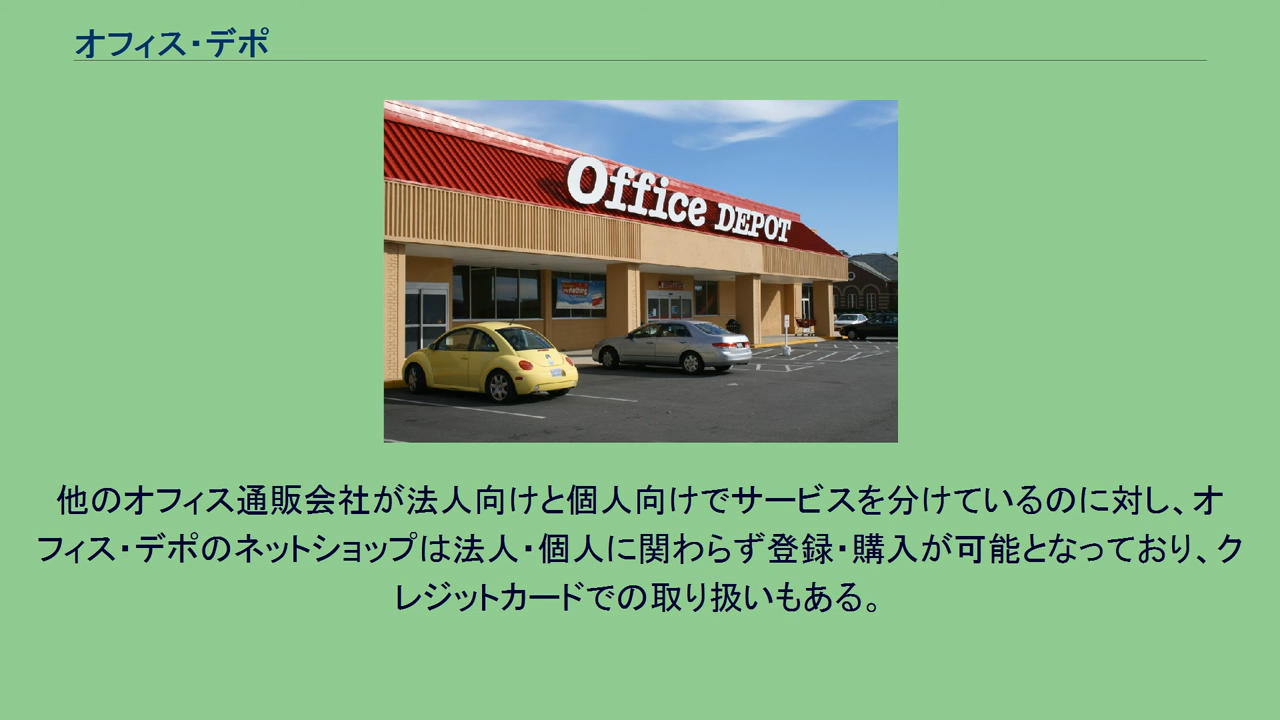 オフィス・デポ
Office DEPOT
他のオフィス通販会社が法人向けと個人向けでサービスを分けているのに対し、オ
フィス・デポのネットショップは法人・個人に関わらず登録・購入が可能となっており、ク
レジットカードでの取り扱いもある。